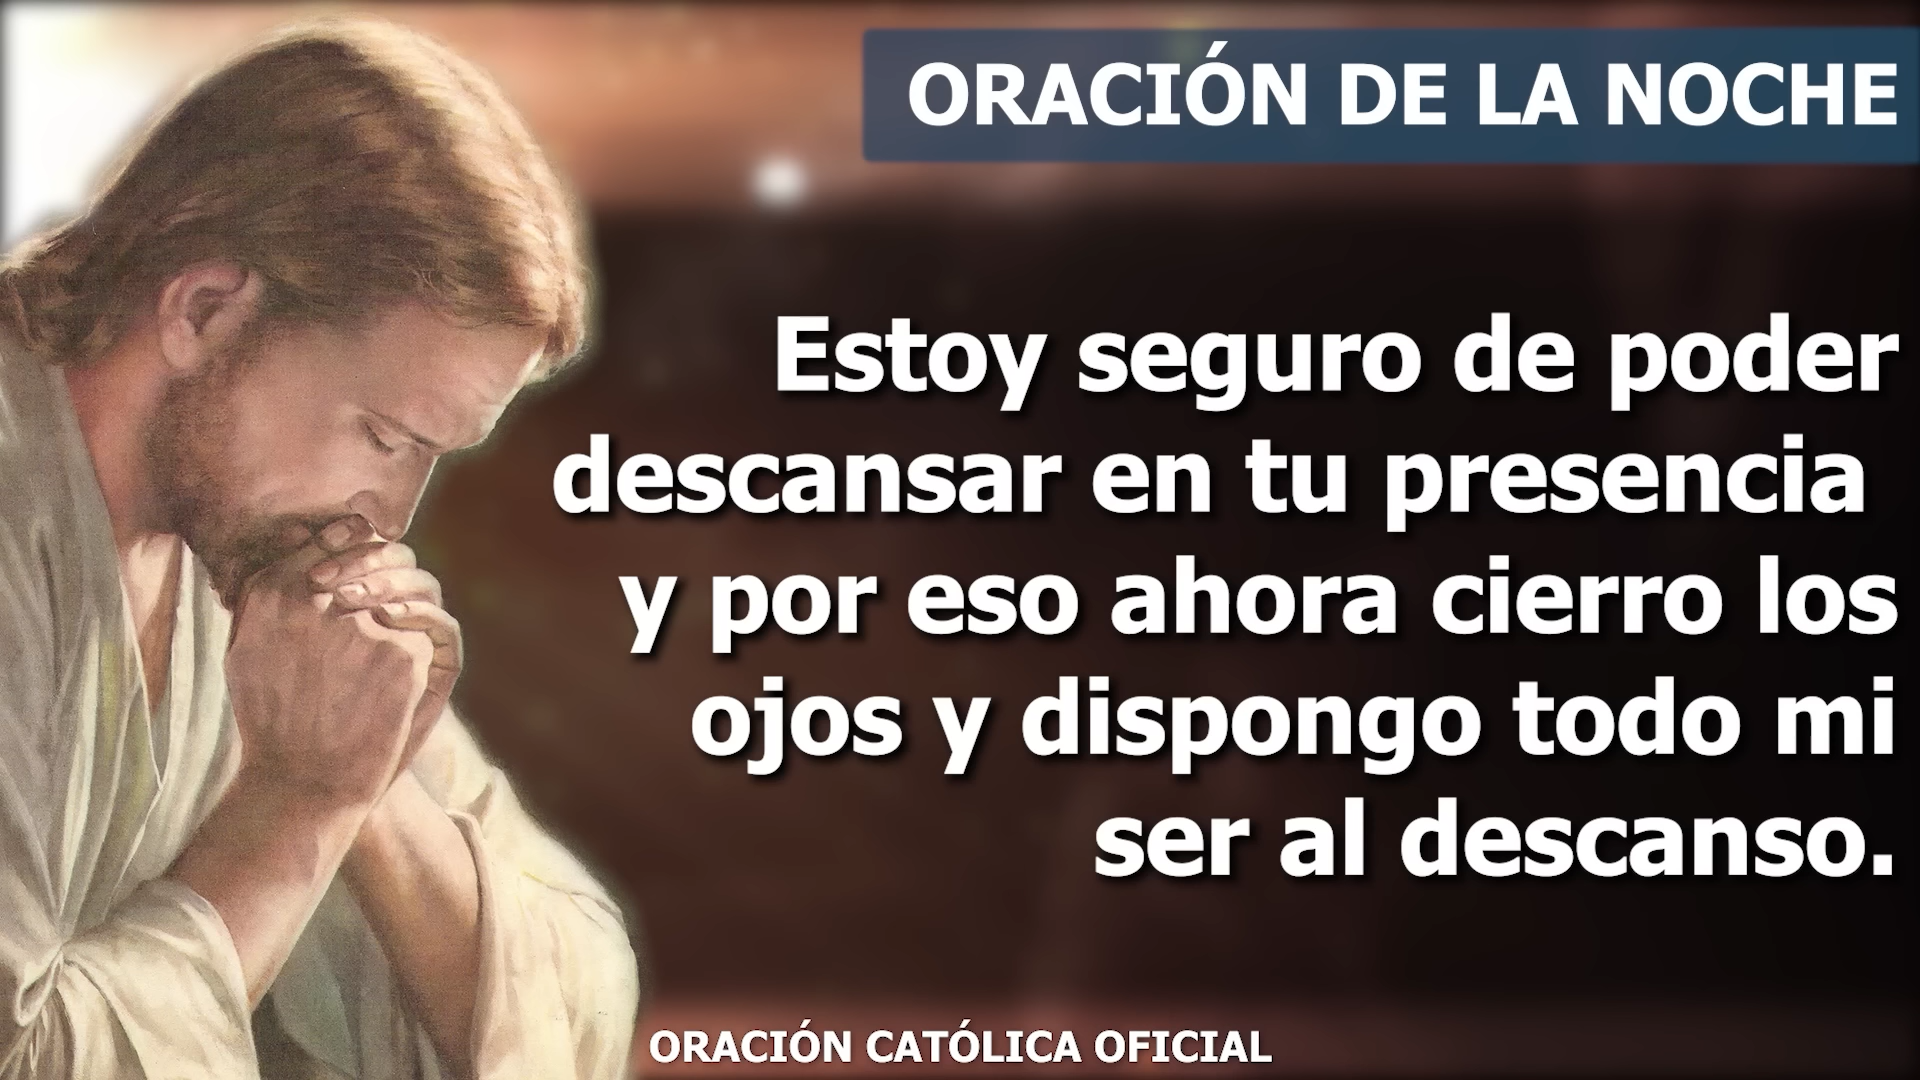 ORACIÓN DE LA NOCHE
Estoy seguro de poder
descansar en tu presencia
y por eso ahora cierro los
ojos y dispongo todo mi
ser al descanso.
ORACIÓN CATÓLICA OFICIAL